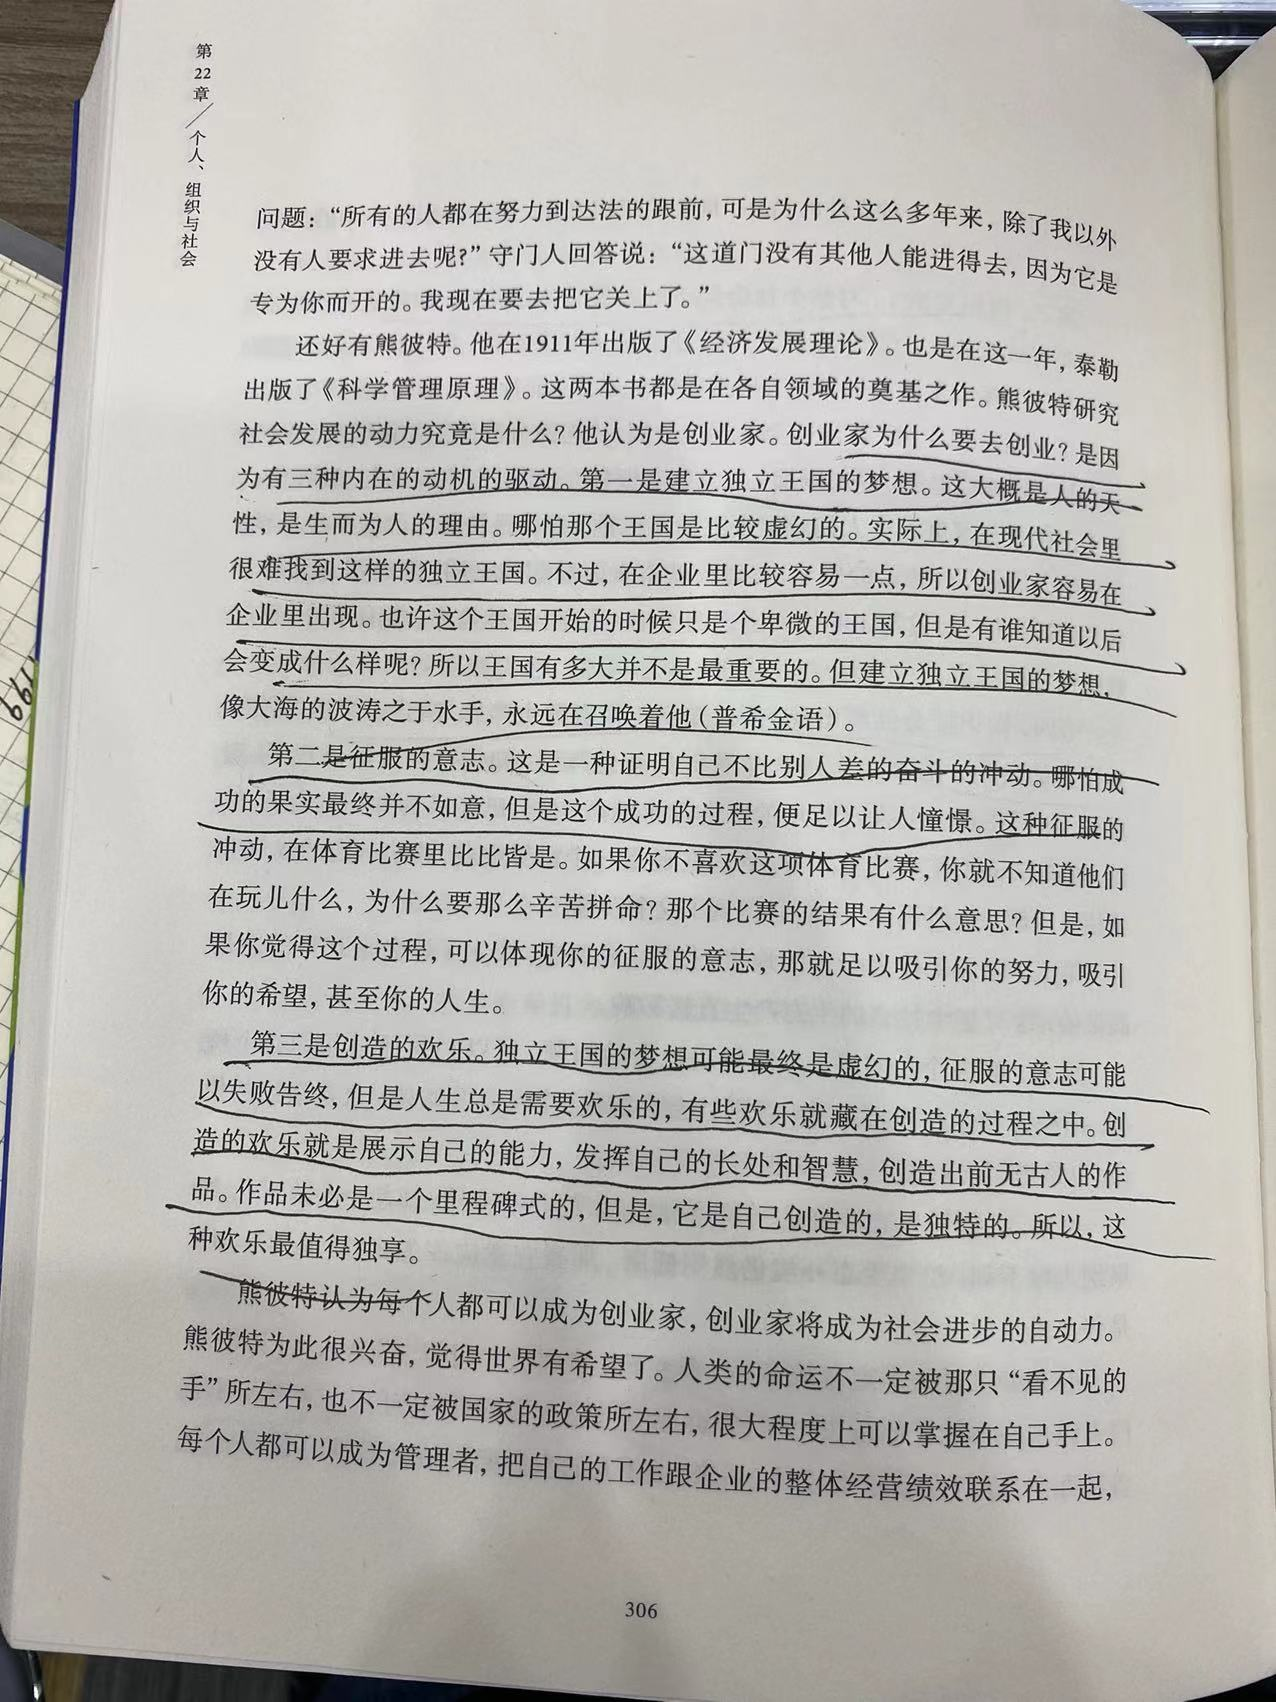 第22章／个人、组织与社会
问题：“所有的人都在努力到达法的跟前，可是为什么这么多年来，除了我以外
没有人要求进去呢？”守门人回答说：“这道门没有其他人能进得去，因为它是
专为你而开的。我现在要去把它关上了。”
还好有熊彼特。他在1911年出版了《经济发展理论》。也是在这一年，泰勒
出版了《科学管理原理》。这两本书都是在各自领域的奠基之作。熊彼特研究
社会发展的动力究竟是什么？他认为是创业家。创业家为什么要去创业？是因
为有三种内在的动机的驱动。第一是建立独立王国的梦想。这大概是人的天
性，是生而为人的理由。哪怕那个王国是比较虚幻的。实际上，在现代社会里
很难找到这样的独立王国。不过，在企业里比较容易一点，所以创业家容易在
企业里出现。也许这个王国开始的时候只是个卑微的王国，但是有谁知道以后
会变成什么样呢？所以王国有多大并不是最重要的。但建立独立王国的梦想，
像大海的波涛之于水手，永远在召唤着他（普希金语）。
第二是征服的意志。这是一种证明自己不比别人差的奋斗的冲动。哪怕成
功的果实最终并不如意，但是这个成功的过程，便足以让人憧憬。这种征服的
冲动，在体育比赛里比比皆是。如果你不喜欢这项体育比赛，你就不知道他们
在玩儿什么，为什么要那么辛苦拼命？那个比赛的结果有什么意思？但是，如
果你觉得这个过程，可以体现你的征服的意志，那就足以吸引你的努力，吸引
你的希望，甚至你的人生。
第三是创造的欢乐。独立王国的梦想可能最终是虚幻的，征服的意志可能
以失败告终，但是人生总是需要欢乐的，有些欢乐就藏在创造的过程之中。创
造的欢乐就是展示自己的能力，发挥自己的长处和智慧，创造出前无古人的作
品。作品未必是一个里程碑式的，但是，它是自己创造的，是独特的。所以，这
种欢乐最值得独享。
熊彼特认为每个人都可以成为创业家，创业家将成为社会进步的自动力。
熊彼特为此很兴奋，觉得世界有希望了。人类的命运不一定被那只“看不见的
手”所左右，也不一定被国家的政策所左右，很大程度上可以掌握在自己手上。
每个人都可以成为管理者，把自己的工作跟企业的整体经营绩效联系在一起，
306